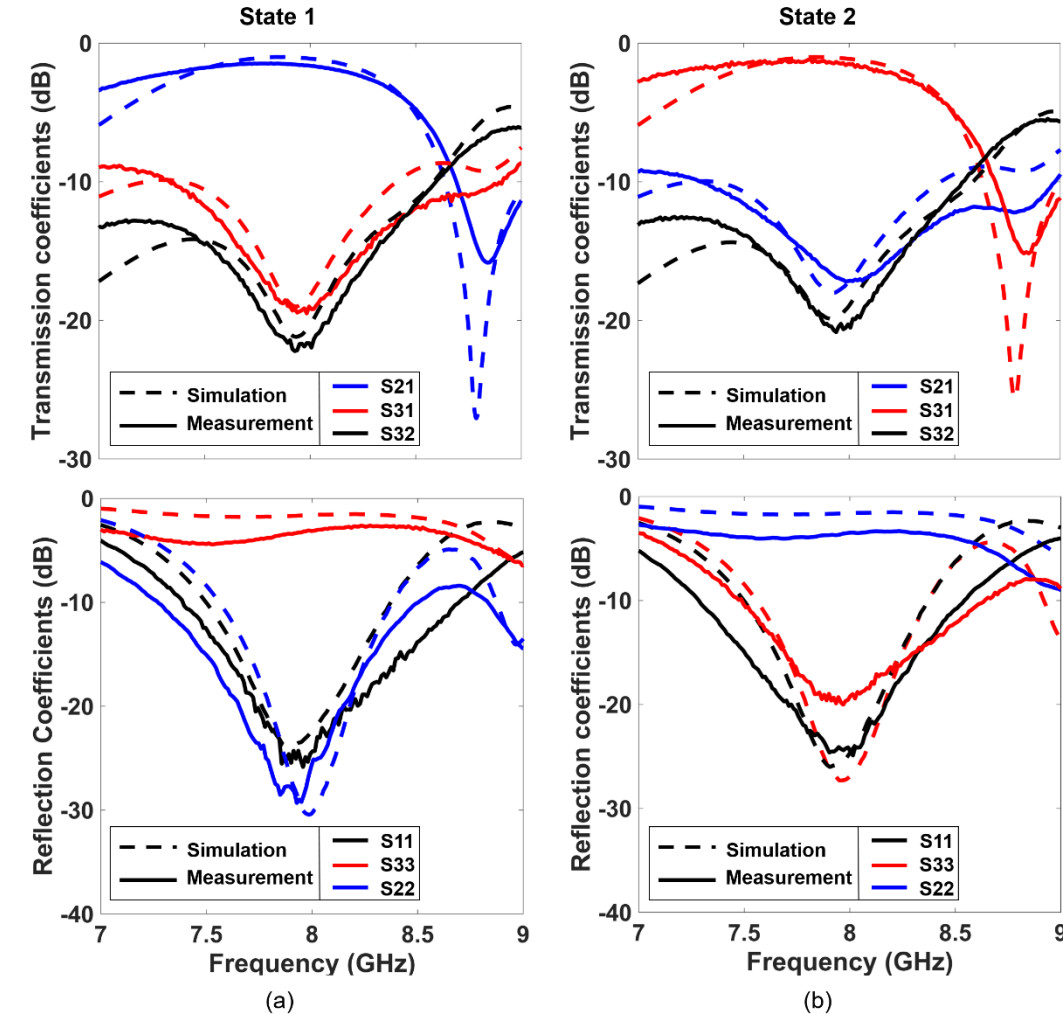 State 1
State 2
Transmission coefficients (dB)
0
-10
-20
-30
Simulation
Measurement
S21
S31
S32
Transmission coefficients (dB)
0
-10
-20
-30
Simulation
Measurement
S21
S31
S32
Reflection Coefficients (dB)
0
-10
-20
-30
-40
Simulation
Measurement
S11
S33
S22
7
7.5
8
8.5
9
Frequency (GHz)
(a)
Reflection coefficients (dB)
0
-10
-20
-30
-40
Simulation
Measurement
S11
S33
S22
7
7.5
8
8.5
9
Frequency (GHz)
(b)